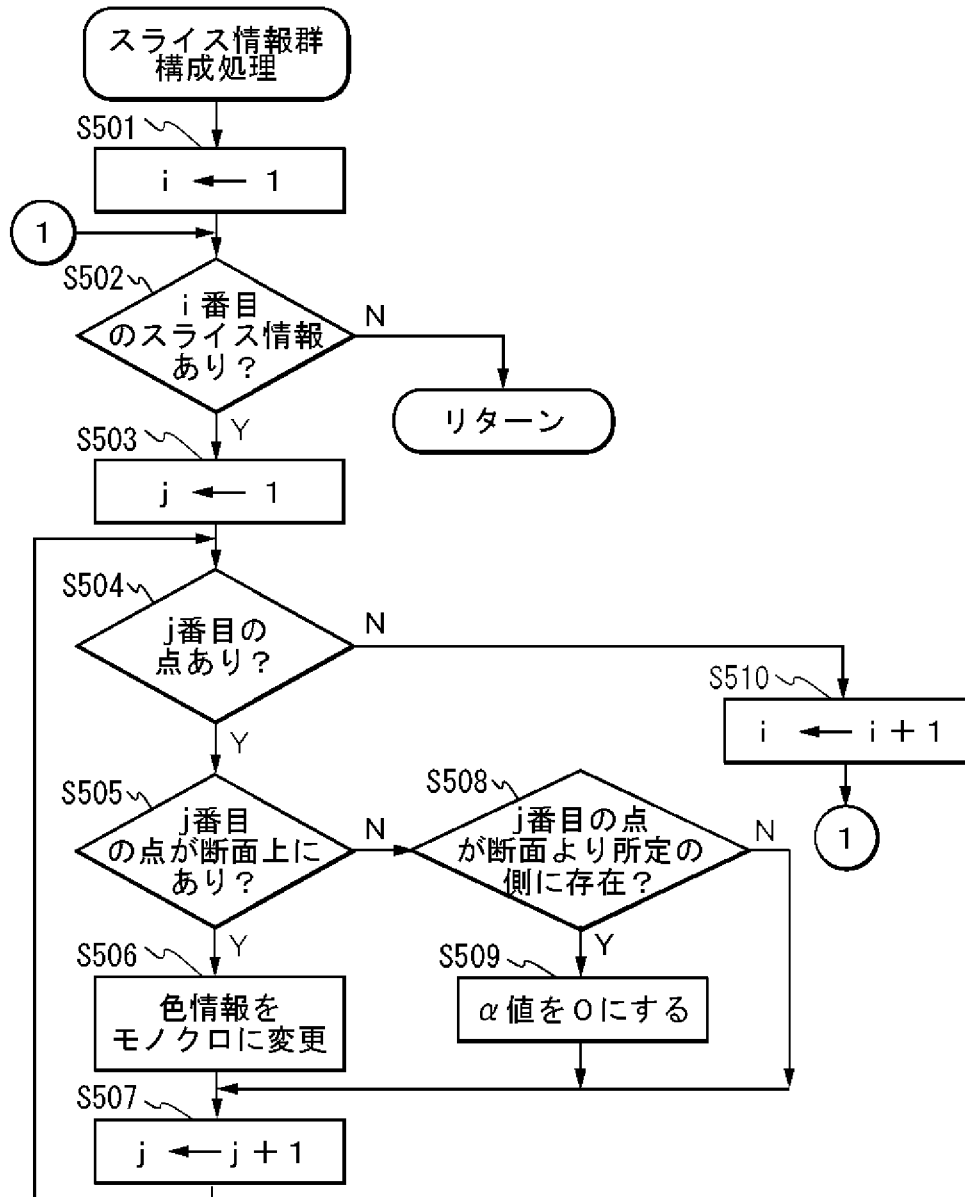 スライス情報群
構成処理
S501
i ← 1
1
S502
i 番目
のスライス情報
あり？
N
リターン
Y
S503
j ← 1
S504
j番目の
点あり？
N
S510
i ← i + 1
1
Y
S505
j番目
の点が断面上に
あり？
N
S508
j番目の点
が断面より所定の
側に存在？
N
Y
S506
色情報を
モノクロに変更
Y
S509
α値を0にする
S507
j ← j + 1